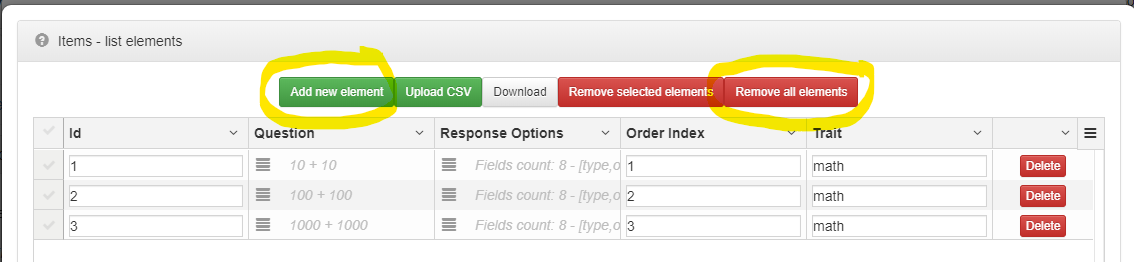 Items - list elements
Add new element Upload CSV Download Remove selected elements Remove all elements
Id Question Response Options Order Index Trait
1 10 + 10 Fields count: 8 - [type,o 1 math Delete
2 100 + 100 Fields count: 8 - [type,o 2 math Delete
3 1000 + 1000 Fields count: 8 - [type,o 3 math Delete